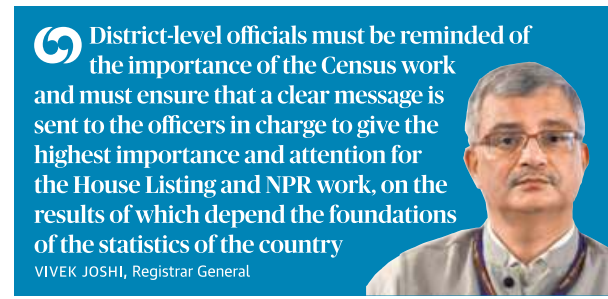 District-level officials must be reminded of
the importance of the Census work
and must ensure that a clear message is
sent to the officers in charge to give the
highest importance and attention for
the House Listing and NPR work, on the
results of which depend the foundations
of the statistics of the country
VIVEK JOSHI, Registrar General